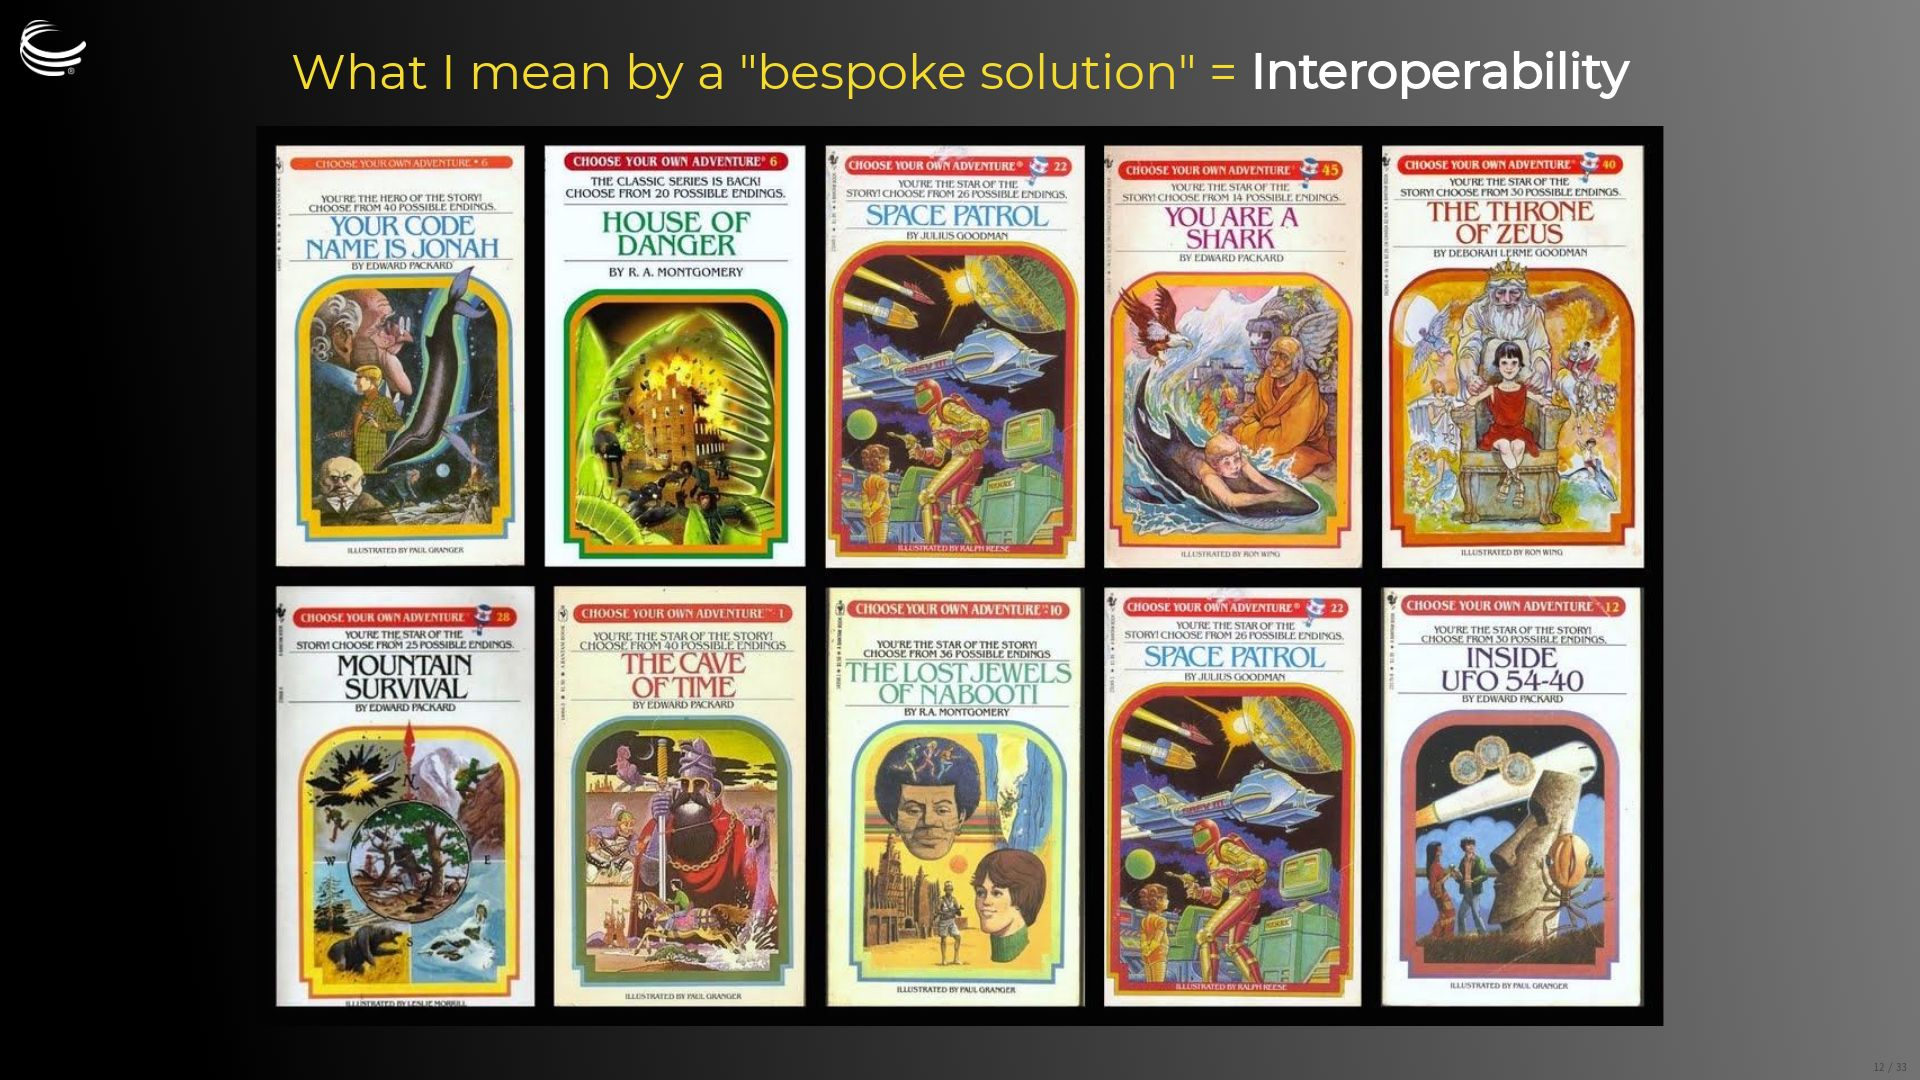 What I mean by a "bespoke solution" = Interoperability
CHOOSE YOUR OWN ADVENTURE • 6
YOU'RE THE HERO OF THE STORY!
CHOOSE FROM 40 POSSIBLE ENDINGS.
YOUR CODE
NAME IS JONAH
BY EDWARD PACKARD
ILLUSTRATED BY PAUL GRANGER
CHOOSE YOUR OWN ADVENTURE® 6
THE CLASSIC SERIES IS BACK!
CHOOSE FROM 20 POSSIBLE ENDINGS.
HOUSE OF
DANGER
BY R. A. MONTGOMERY
CHOOSE YOUR OWN ADVENTURE® 22
YOU'RE THE STAR OF THE
STORY! CHOOSE FROM 26 POSSIBLE ENDINGS.
SPACE PATROL
BY JULIUS GOODMAN
ILLUSTRATED BY RALPH REESE
CHOOSE YOUR OWN ADVENTURE® 45
YOU'RE THE STAR OF THE
STORY! CHOOSE FROM 14 POSSIBLE ENDINGS.
YOU ARE A
SHARK
BY EDWARD PACKARD
ILLUSTRATED BY RON WING
CHOOSE YOUR OWN ADVENTURE® 40
YOU'RE THE STAR OF THE
STORY! CHOOSE FROM 30 POSSIBLE ENDINGS.
THE THRONE
OF ZEUS
BY DEBORAH LERME GOODMAN
ILLUSTRATED BY RON WING
CHOOSE YOUR OWN ADVENTURE 28
YOU'RE THE STAR OF THE
STORY! CHOOSE FROM 25 POSSIBLE ENDINGS.
MOUNTAIN
SURVIVAL
BY EDWARD PACKARD
N
W
E
S
ILLUSTRATED BY LESLIE MORRILL
CHOOSE YOUR OWN ADVENTURE™ • 1
YOU'RE THE STAR OF THE STORY!
CHOOSE FROM 40 POSSIBLE ENDINGS
THE CAVE
OF TIME
BY EDWARD PACKARD
ILLUSTRATED BY PAUL GRANGER
CHOOSE YOUR OWN ADVENTURE™ • 10
YOU'RE THE STAR OF THE STORY!
CHOOSE FROM 36 POSSIBLE ENDINGS
THE LOST JEWELS
OF NABOOTI
BY R.A. MONTGOMERY
ILLUSTRATED BY PAUL GRANGER
CHOOSE YOUR OWN ADVENTURE® 22
YOU'RE THE STAR OF THE
STORY! CHOOSE FROM 26 POSSIBLE ENDINGS.
SPACE PATROL
BY JULIUS GOODMAN
ILLUSTRATED BY RALPH REESE
CHOOSE YOUR OWN ADVENTURE 12
YOU'RE THE STAR OF THE STORY!
CHOOSE FROM 30 POSSIBLE ENDINGS.
INSIDE
UFO 54-40
BY EDWARD PACKARD
ILLUSTRATED BY PAUL GRANGER
12 / 33